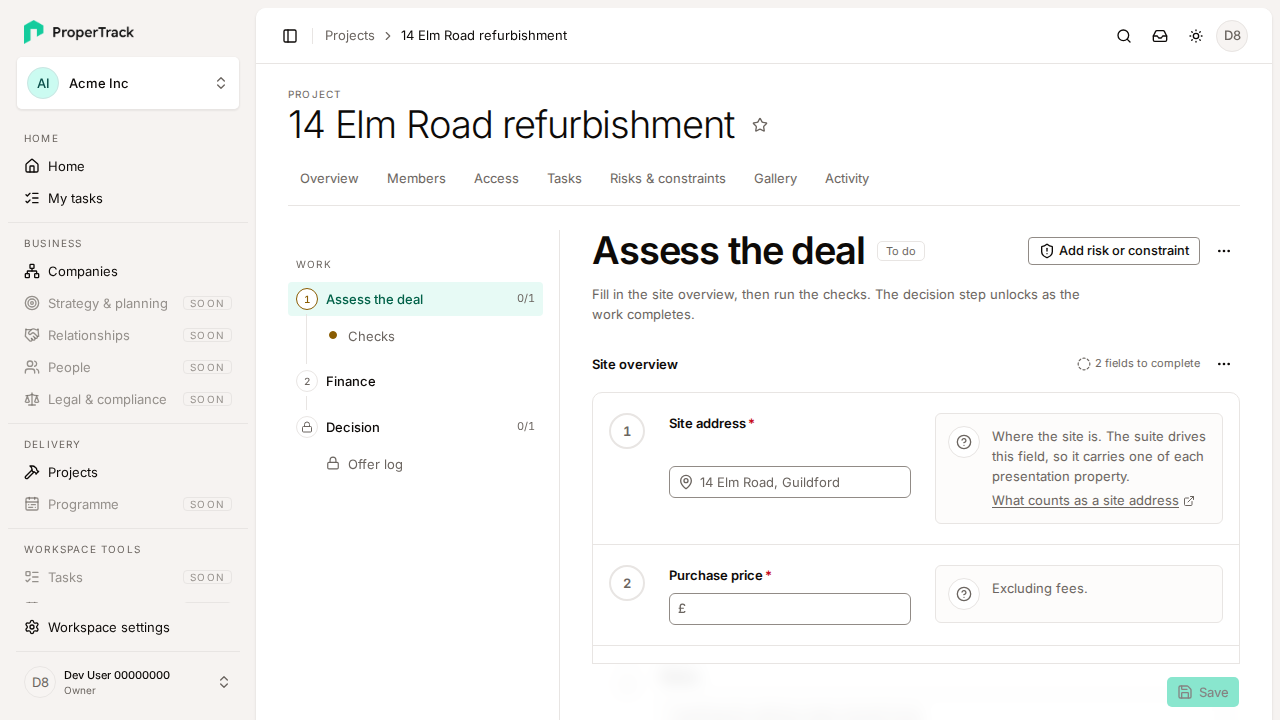 ProperTrack
AI
Acme Inc
HOME
Home
My tasks
BUSINESS
Companies
Strategy & planning SOON
Relationships SOON
People SOON
Legal & compliance SOON
DELIVERY
Projects
Programme SOON
WORKSPACE TOOLS
Tasks SOON
Workspace settings
D8
Dev User 00000000
Owner
Projects > 14 Elm Road refurbishment
D8
PROJECT
14 Elm Road refurbishment
Overview Members Access Tasks Risks & constraints Gallery Activity
WORK
1 Assess the deal 0/1
Checks
2 Finance
Decision 0/1
Offer log
Assess the deal To do
Add risk or constraint
Fill in the site overview, then run the checks. The decision step unlocks as the
work completes.
Site overview
2 fields to complete
1
Site address *
14 Elm Road, Guildford
Where the site is. The suite drives
this field, so it carries one of each
presentation property.
What counts as a site address
2
Purchase price *
£
Excluding fees.
Save